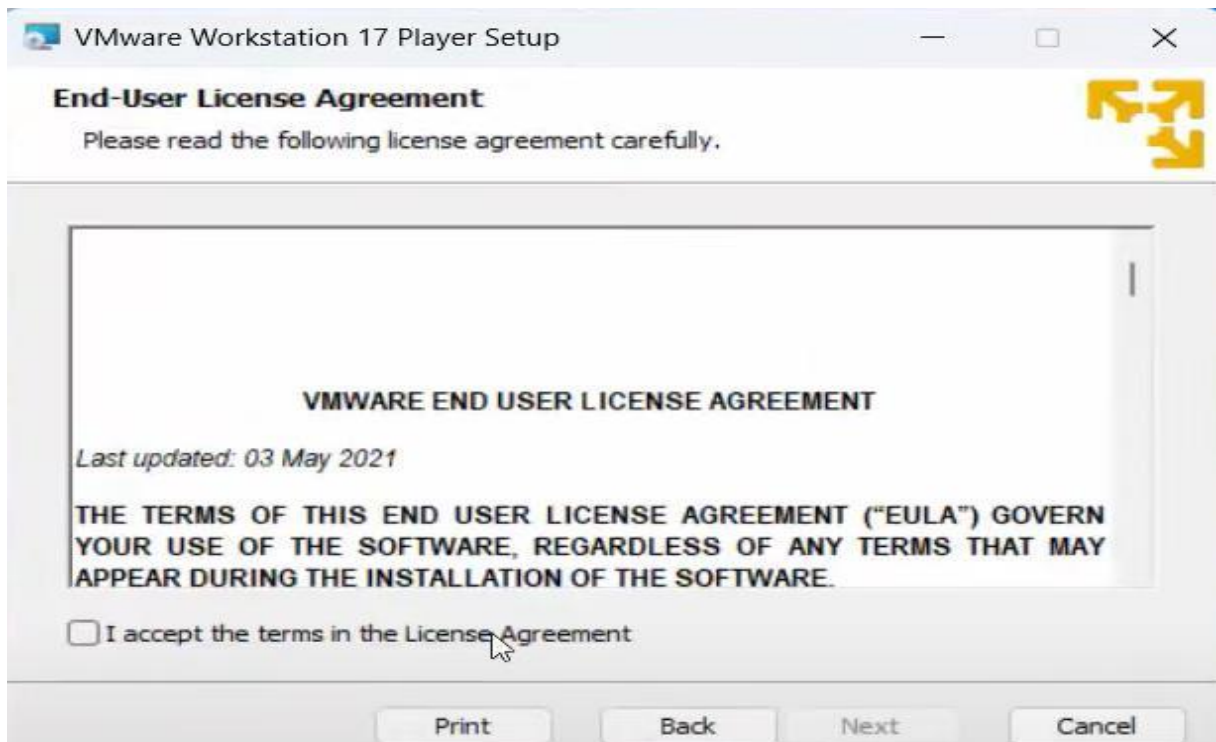 VMware Workstation 17 Player Setup
End-User License Agreement
Please read the following license agreement carefully.
VMWARE END USER LICENSE AGREEMENT
Last updated: 03 May 2021
THE TERMS OF THIS END USER LICENSE AGREEMENT (“EULA”) GOVERN
YOUR USE OF THE SOFTWARE, REGARDLESS OF ANY TERMS THAT MAY
APPEAR DURING THE INSTALLATION OF THE SOFTWARE.
I accept the terms in the License Agreement
Print Back Next Cancel